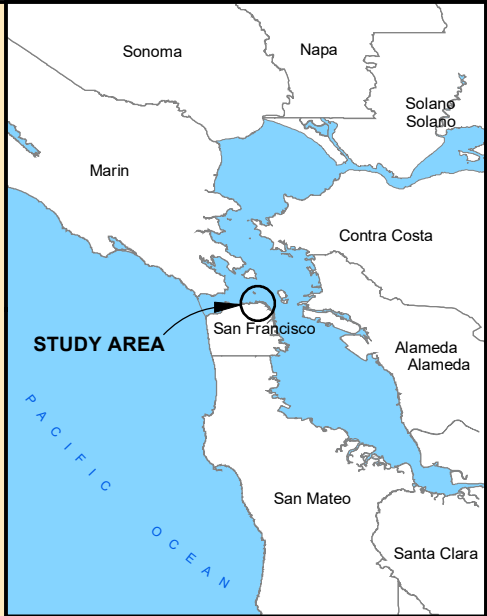 Sonoma
Napa
Solano
Solano
Marin
Contra Costa
San Francisco
STUDY AREA
Alameda
Alameda
PACIFIC OCEAN
San Mateo
Santa Clara